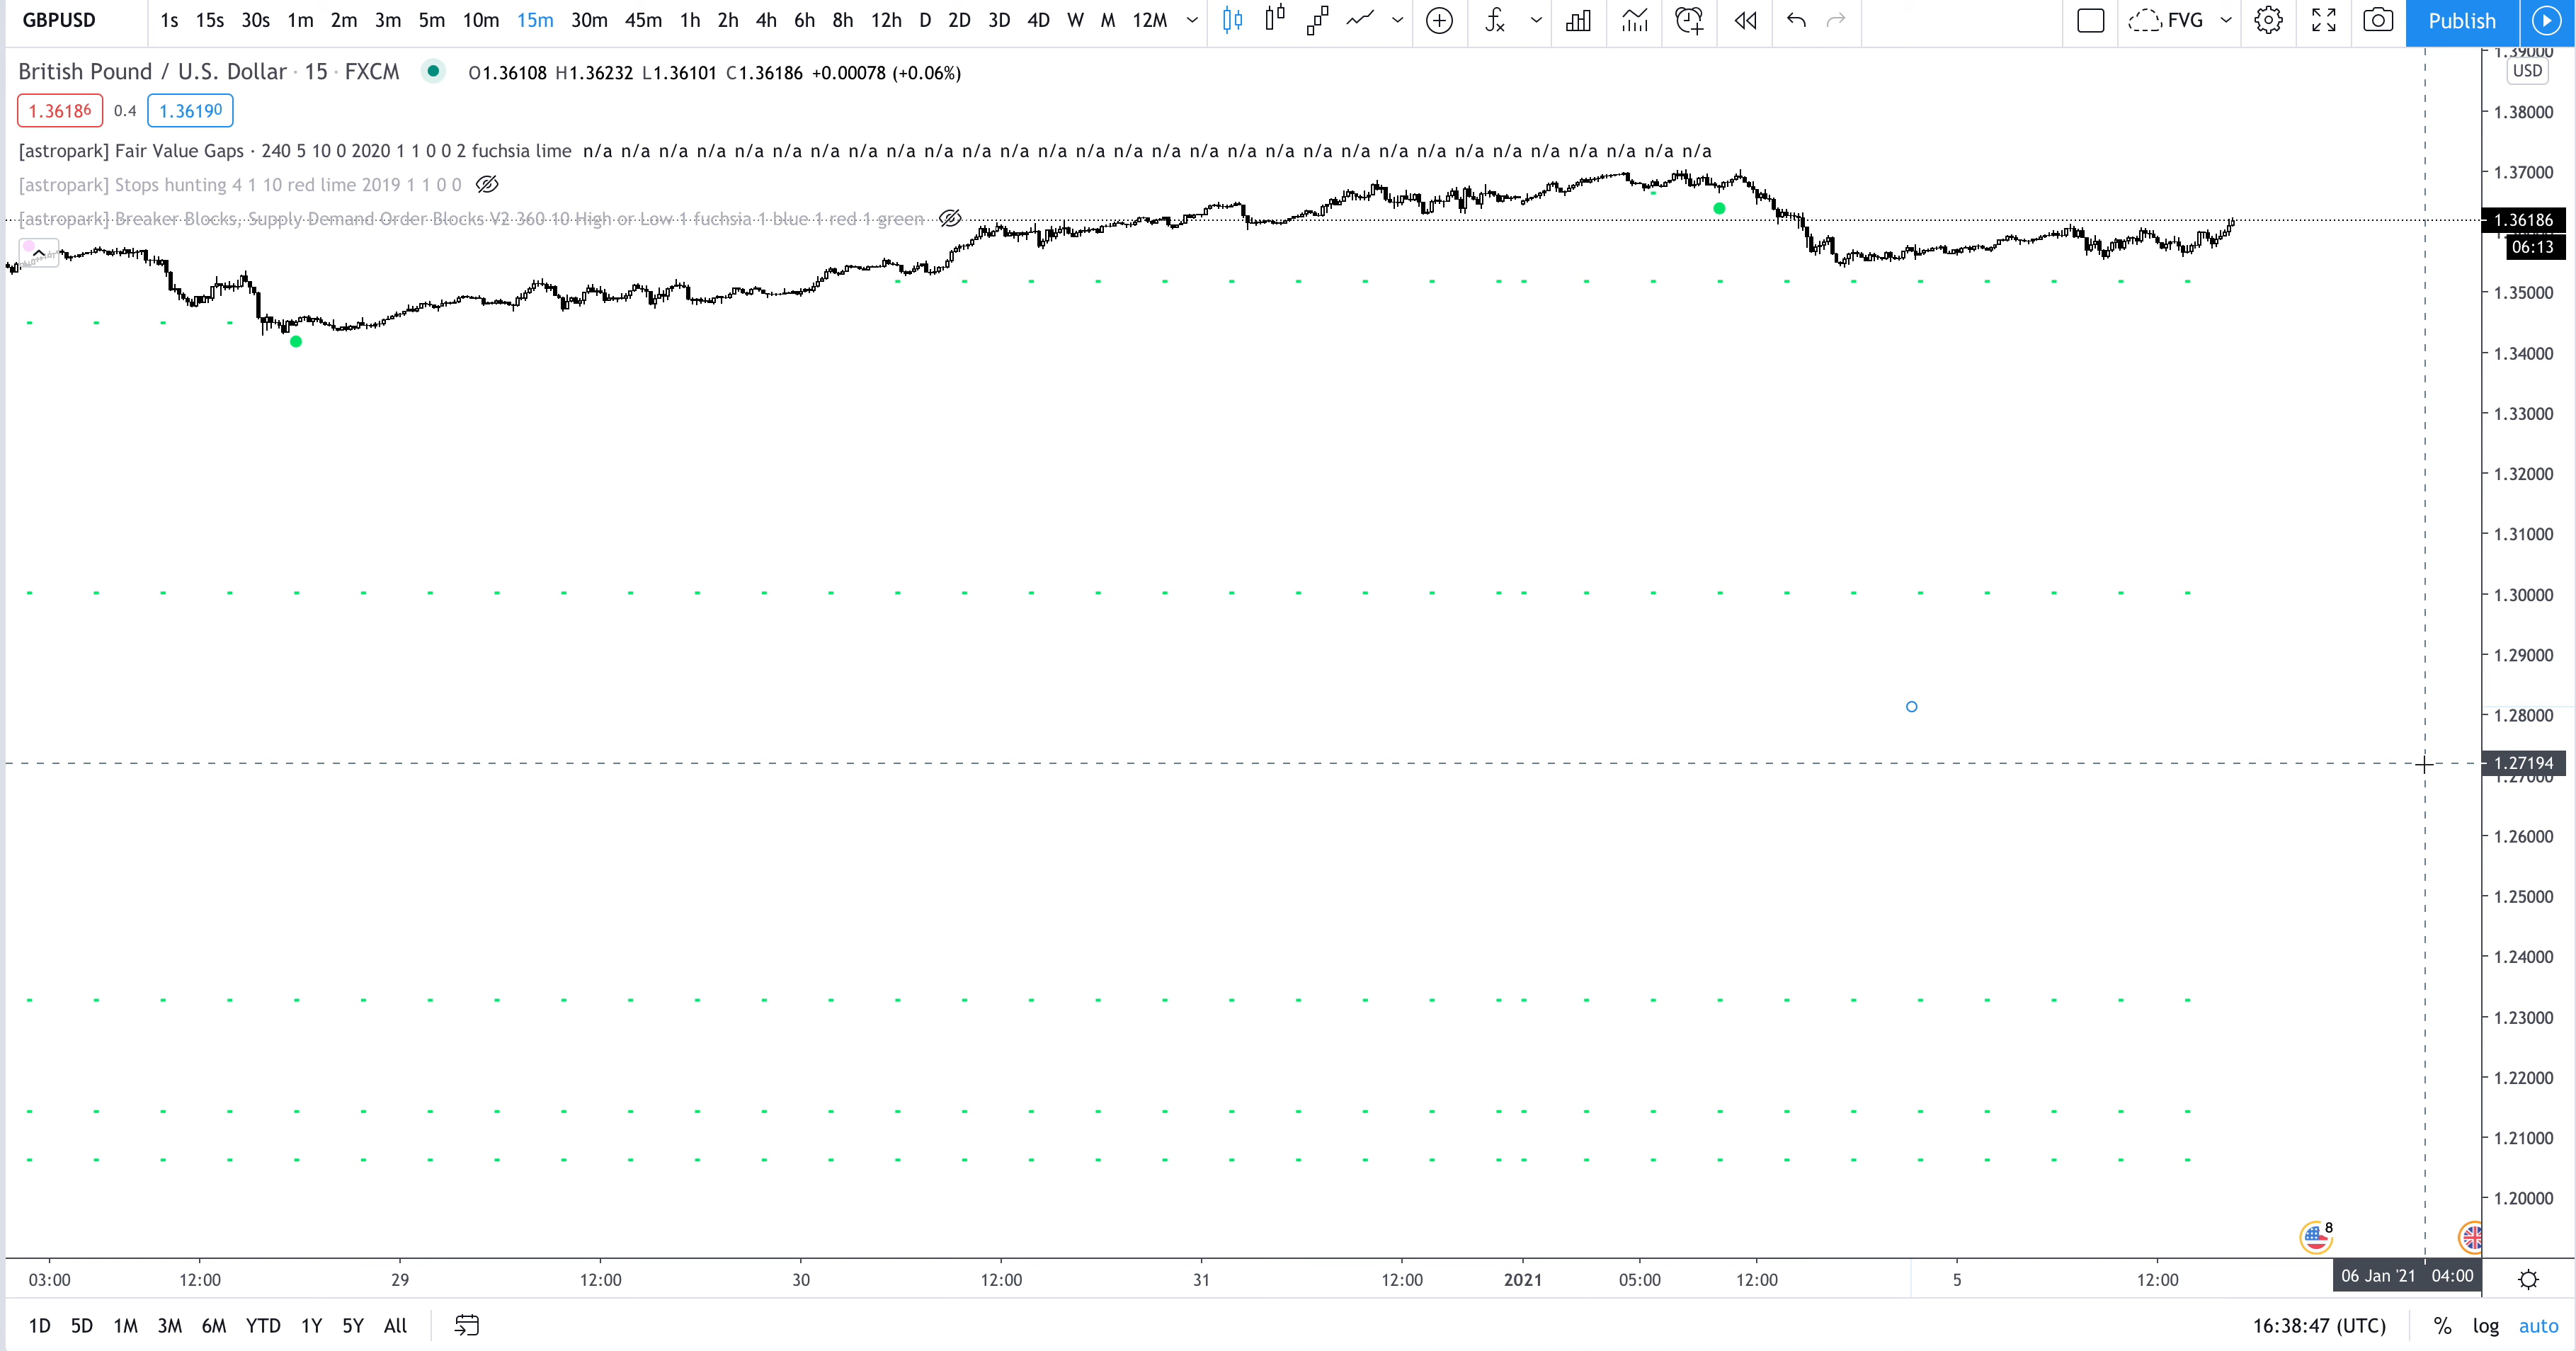 GBPUSD 1s 15s 30s 1m 2m 3m 5m 10m 15m 30m 45m 1h 2h 4h 6h 8h 12h D 2D 3D 4D W M 12M FVG Publish
British Pound / U.S. Dollar · 15 · FXCM O1.36108 H1.36232 L1.36101 C1.36186 +0.00078 (+0.06%)
1.36186 0.4 1.36190
[astropark] Fair Value Gaps · 240 5 10 0 2020 1 1 0 0 2 fuchsia lime n/a n/a n/a n/a n/a n/a n/a n/a n/a n/a n/a n/a n/a n/a n/a n/a n/a n/a n/a n/a n/a n/a n/a n/a n/a n/a n/a n/a n/a n/a
[astropark] Stops hunting 4 1 10 red lime 2019 1 1 0 0
[astropark] Breaker Blocks, Supply Demand Order Blocks V2 360 10 High or Low 1 fuchsia 1 blue 1 red 1 green
1.39000
USD
1.38000
1.37000
1.36186
06:13
1.35000
1.34000
1.33000
1.32000
1.31000
1.30000
1.29000
1.28000
1.27194
1.27000
1.26000
1.25000
1.24000
1.23000
1.22000
1.21000
1.20000
8
03:00 12:00 29 12:00 30 12:00 31 12:00 2021 05:00 12:00 5 12:00 06 Jan '21 04:00
1D 5D 1M 3M 6M YTD 1Y 5Y All 16:38:47 (UTC) % log auto